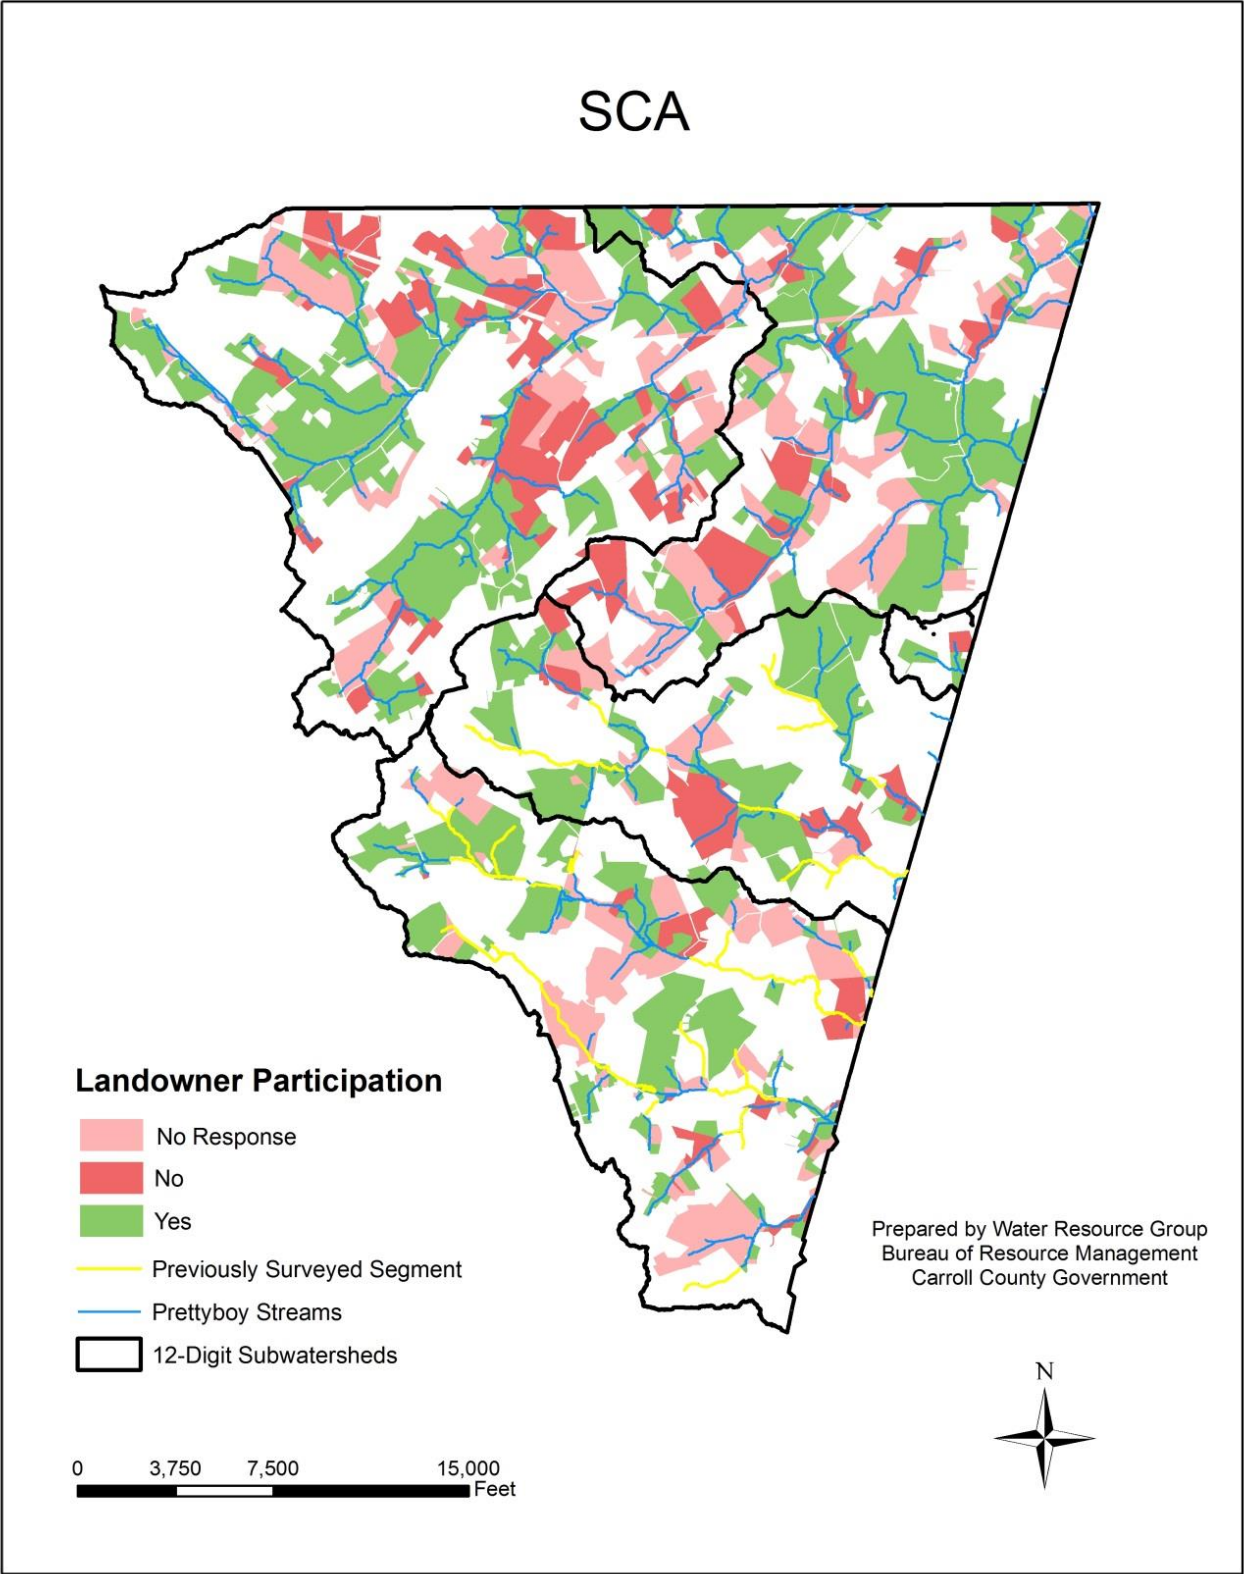 SCA
Landowner Participation
No Response
No
Yes
Previously Surveyed Segment
Prettyboy Streams
12-Digit Subwatersheds
Prepared by Water Resource Group
Bureau of Resource Management
Carroll County Government
N
0 3,750 7,500 15,000
Feet